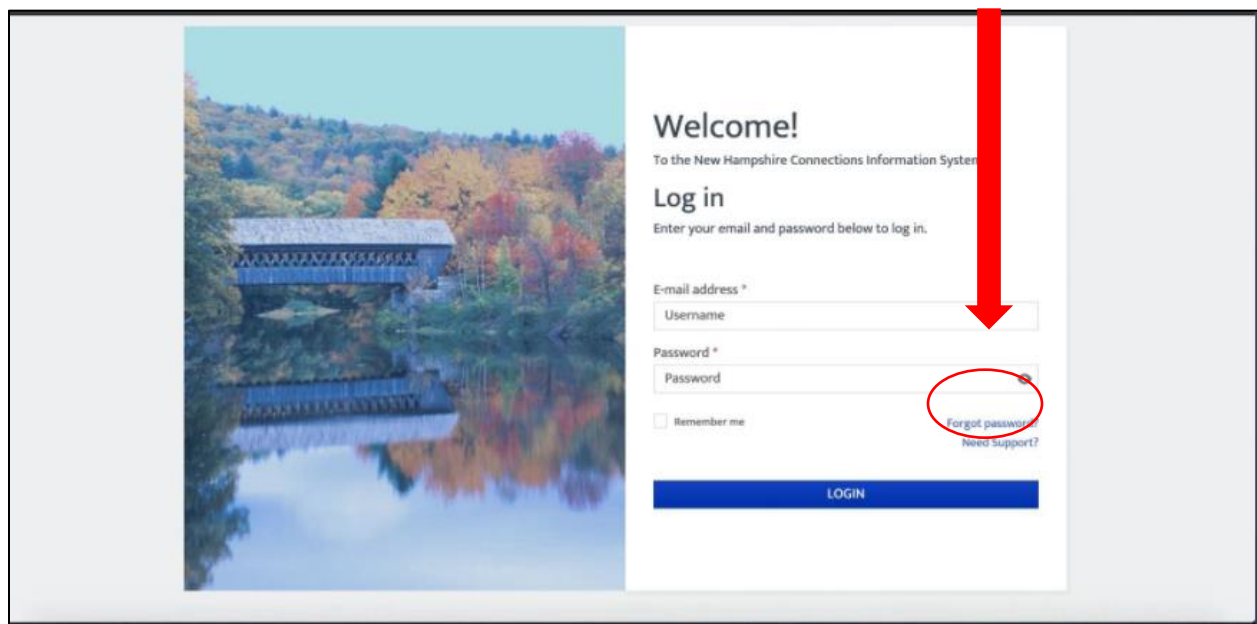 Welcome!
To the New Hampshire Connections Information System
Log in
Enter your email and password below to log in.
E-mail address *
Username
Password *
Password
Remember me
Forgot password?
Need Support?
LOGIN